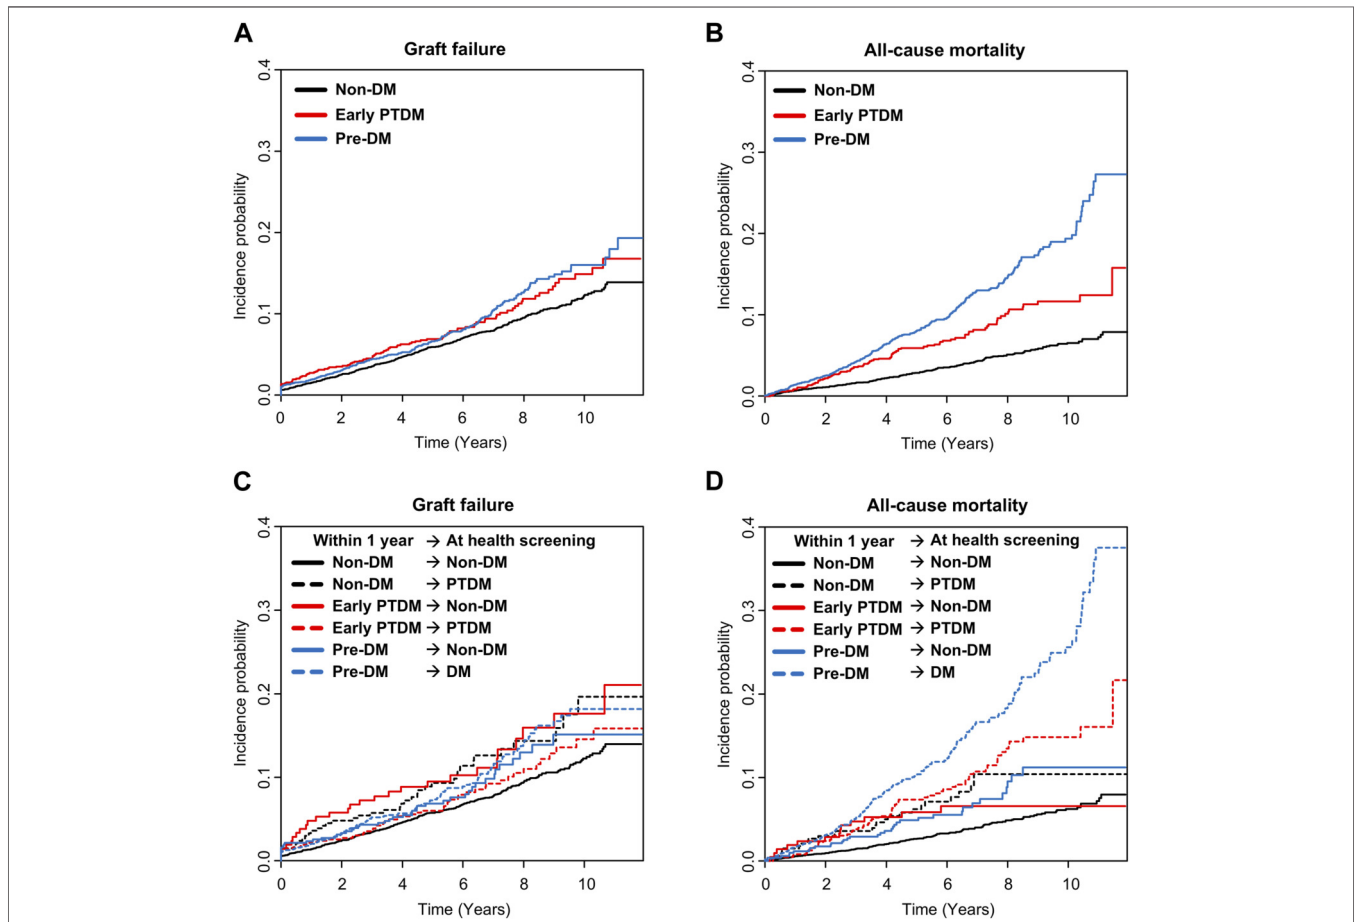 A
Graft failure
0.4
0.3
0.2
0.1
0.0
Incidence probability
Non-DM
Early PTDM
Pre-DM
0 2 4 6 8 10
Time (Years)
B
All-cause mortality
0.4
0.3
0.2
0.1
0.0
Incidence probability
Non-DM
Early PTDM
Pre-DM
0 2 4 6 8 10
Time (Years)
C
Graft failure
0.4
0.3
0.2
0.1
0.0
Incidence probability
Within 1 year → At health screening
Non-DM → Non-DM
Non-DM → PTDM
Early PTDM → Non-DM
Early PTDM → PTDM
Pre-DM → Non-DM
Pre-DM → DM
0 2 4 6 8 10
Time (Years)
D
All-cause mortality
0.4
0.3
0.2
0.1
0.0
Incidence probability
Within 1 year → At health screening
Non-DM → Non-DM
Non-DM → PTDM
Early PTDM → Non-DM
Early PTDM → PTDM
Pre-DM → Non-DM
Pre-DM → DM
0 2 4 6 8 10
Time (Years)